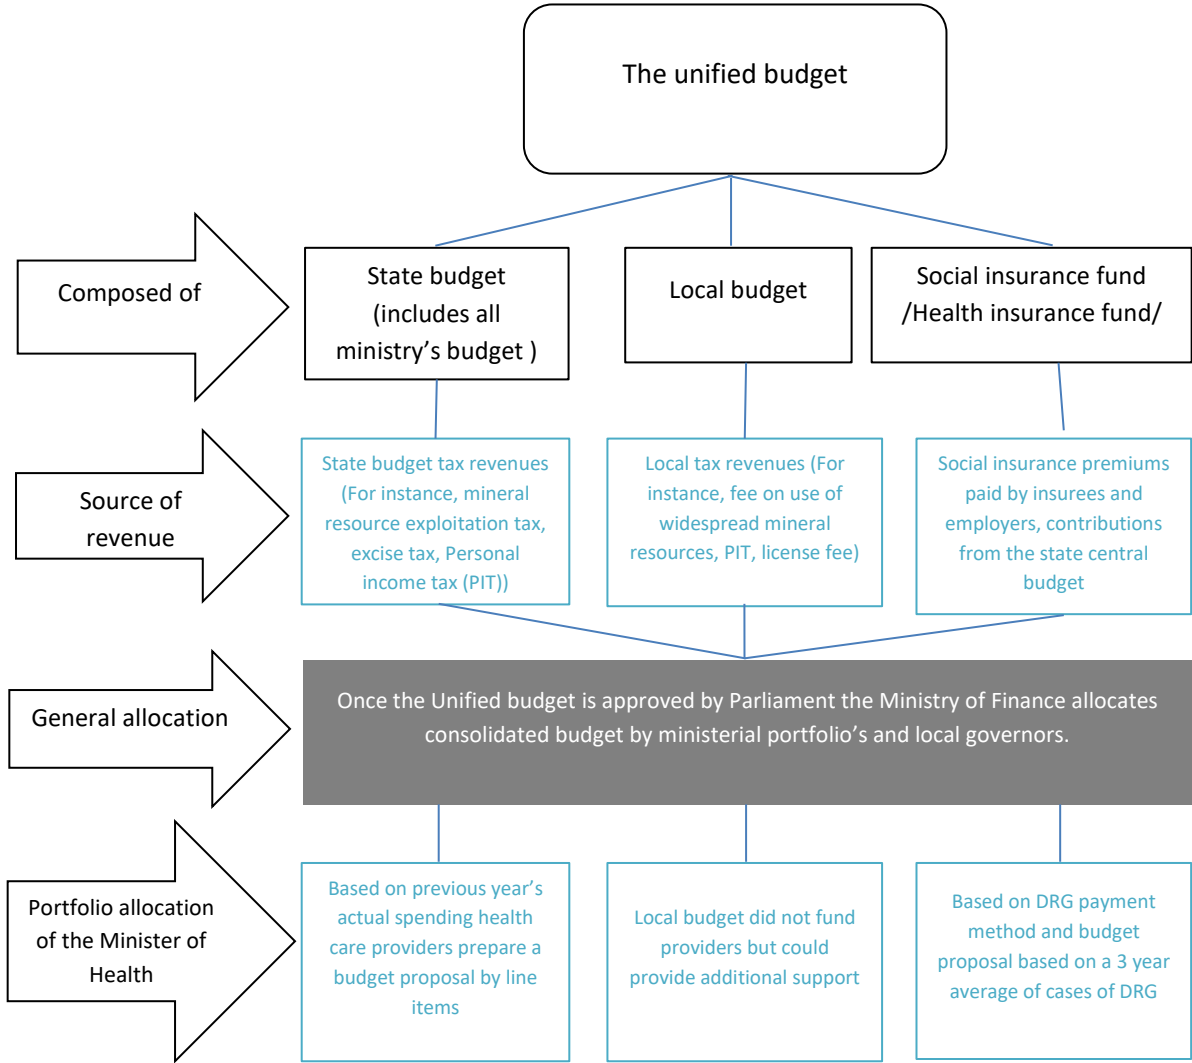 The unified budget
Composed of
State budget
(includes all
ministry's budget )
Local budget
Social insurance fund
/Health insurance fund/
Source of
revenue
State budget tax revenues
(For instance, mineral
resource exploitation tax,
excise tax, Personal
income tax (PIT))
Local tax revenues (For
instance, fee on use of
widespread mineral
resources, PIT, license fee)
Social insurance premiums
paid by insurees and
employers, contributions
from the state central
budget
General allocation
Once the Unified budget is approved by Parliament the Ministry of Finance allocates
consolidated budget by ministerial portfolio's and local governors.
Portfolio allocation
of the Minister of
Health
Based on previous year's
actual spending health
care providers prepare a
budget proposal by line
items
Local budget did not fund
providers but could
provide additional support
Based on DRG payment
method and budget
proposal based on a 3 year
average of cases of DRG